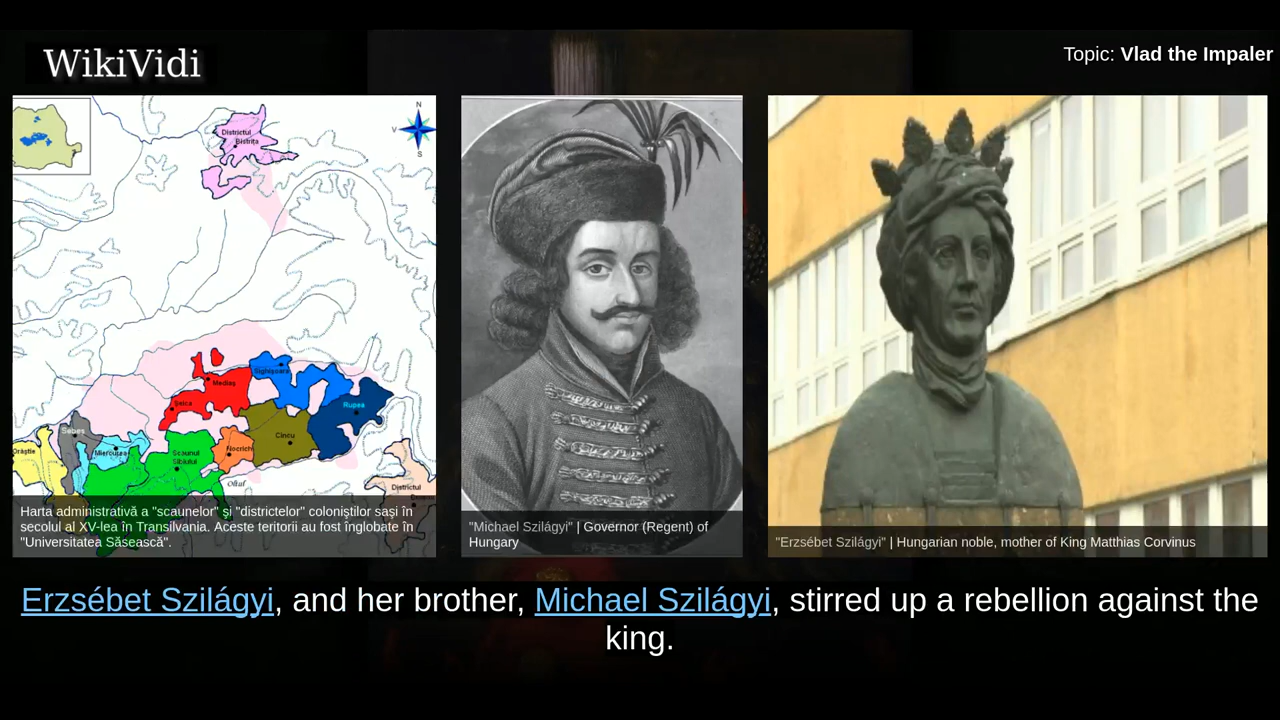 WikiVidi
Topic: Vlad the Impaler
N
V
S
Districtul
Bistrița
Mediaș
Sighișoara
Șeica
Rupea
Sebeș
Cincu
Orăștie
Miercurea
Scaunul
Sibiului
Nocrich
Oltul
Districtul
Harta administrativă a "scaunelor" și "districtelor" coloniștilor sași în
secolul al XV-lea în Transilvania. Aceste teritorii au fost înglobate în
"Universitatea Săsească".
"Michael Szilágyi" | Governor (Regent) of
Hungary
"Erzsébet Szilágyi" | Hungarian noble, mother of King Matthias Corvinus
Erzsébet Szilágyi, and her brother, Michael Szilágyi, stirred up a rebellion against the
king.